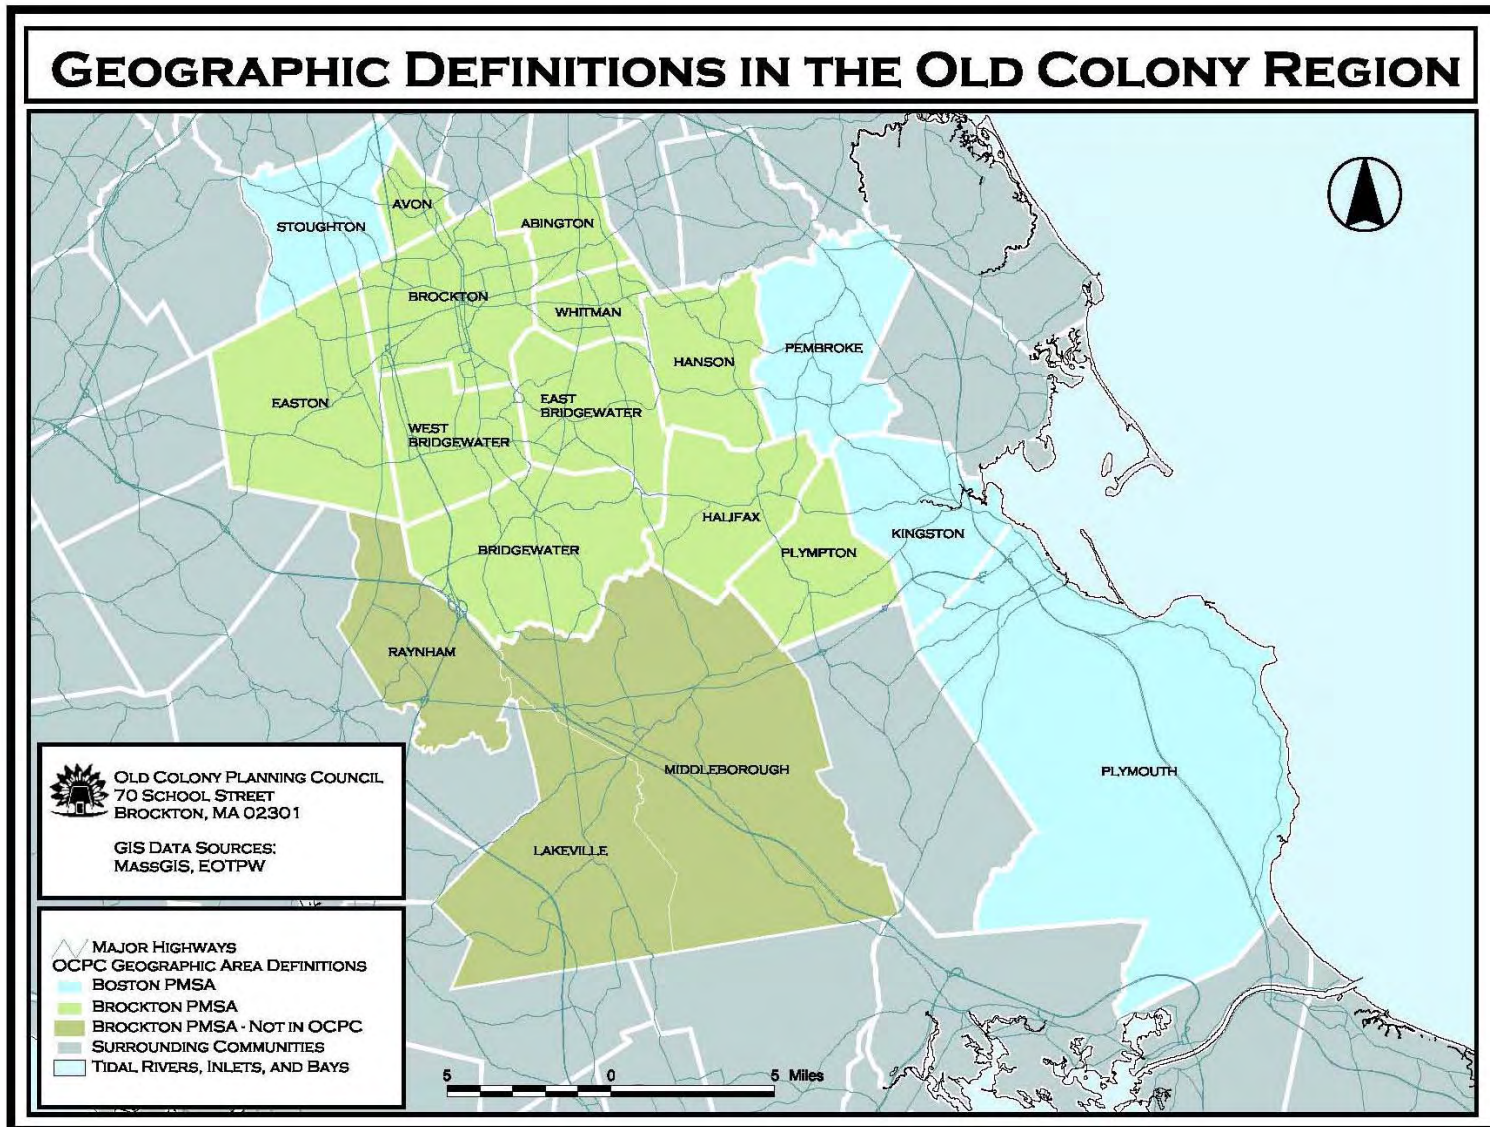 GEOGRAPHIC DEFINITIONS IN THE OLD COLONY REGION
STOUGHTON
AVON
ABINGTON
BROCKTON
WHITMAN
PEMBROKE
HANSON
EASTON
EAST
BRIDGEWATER
WEST
BRIDGEWATER
HALIFAX
KINGSTON
BRIDGEWATER
PLYMPTON
RAYNHAM
MIDDLEBOROUGH
PLYMOUTH
LAKEVILLE
OLD COLONY PLANNING COUNCIL
70 SCHOOL STREET
BROCKTON, MA 02301
GIS DATA SOURCES:
MASSGIS, EOTPW
MAJOR HIGHWAYS
OCPC GEOGRAPHIC AREA DEFINITIONS
BOSTON PMSA
BROCKTON PMSA
BROCKTON PMSA - NOT IN OCPC
SURROUNDING COMMUNITIES
TIDAL RIVERS, INLETS, AND BAYS
5 0 5 Miles